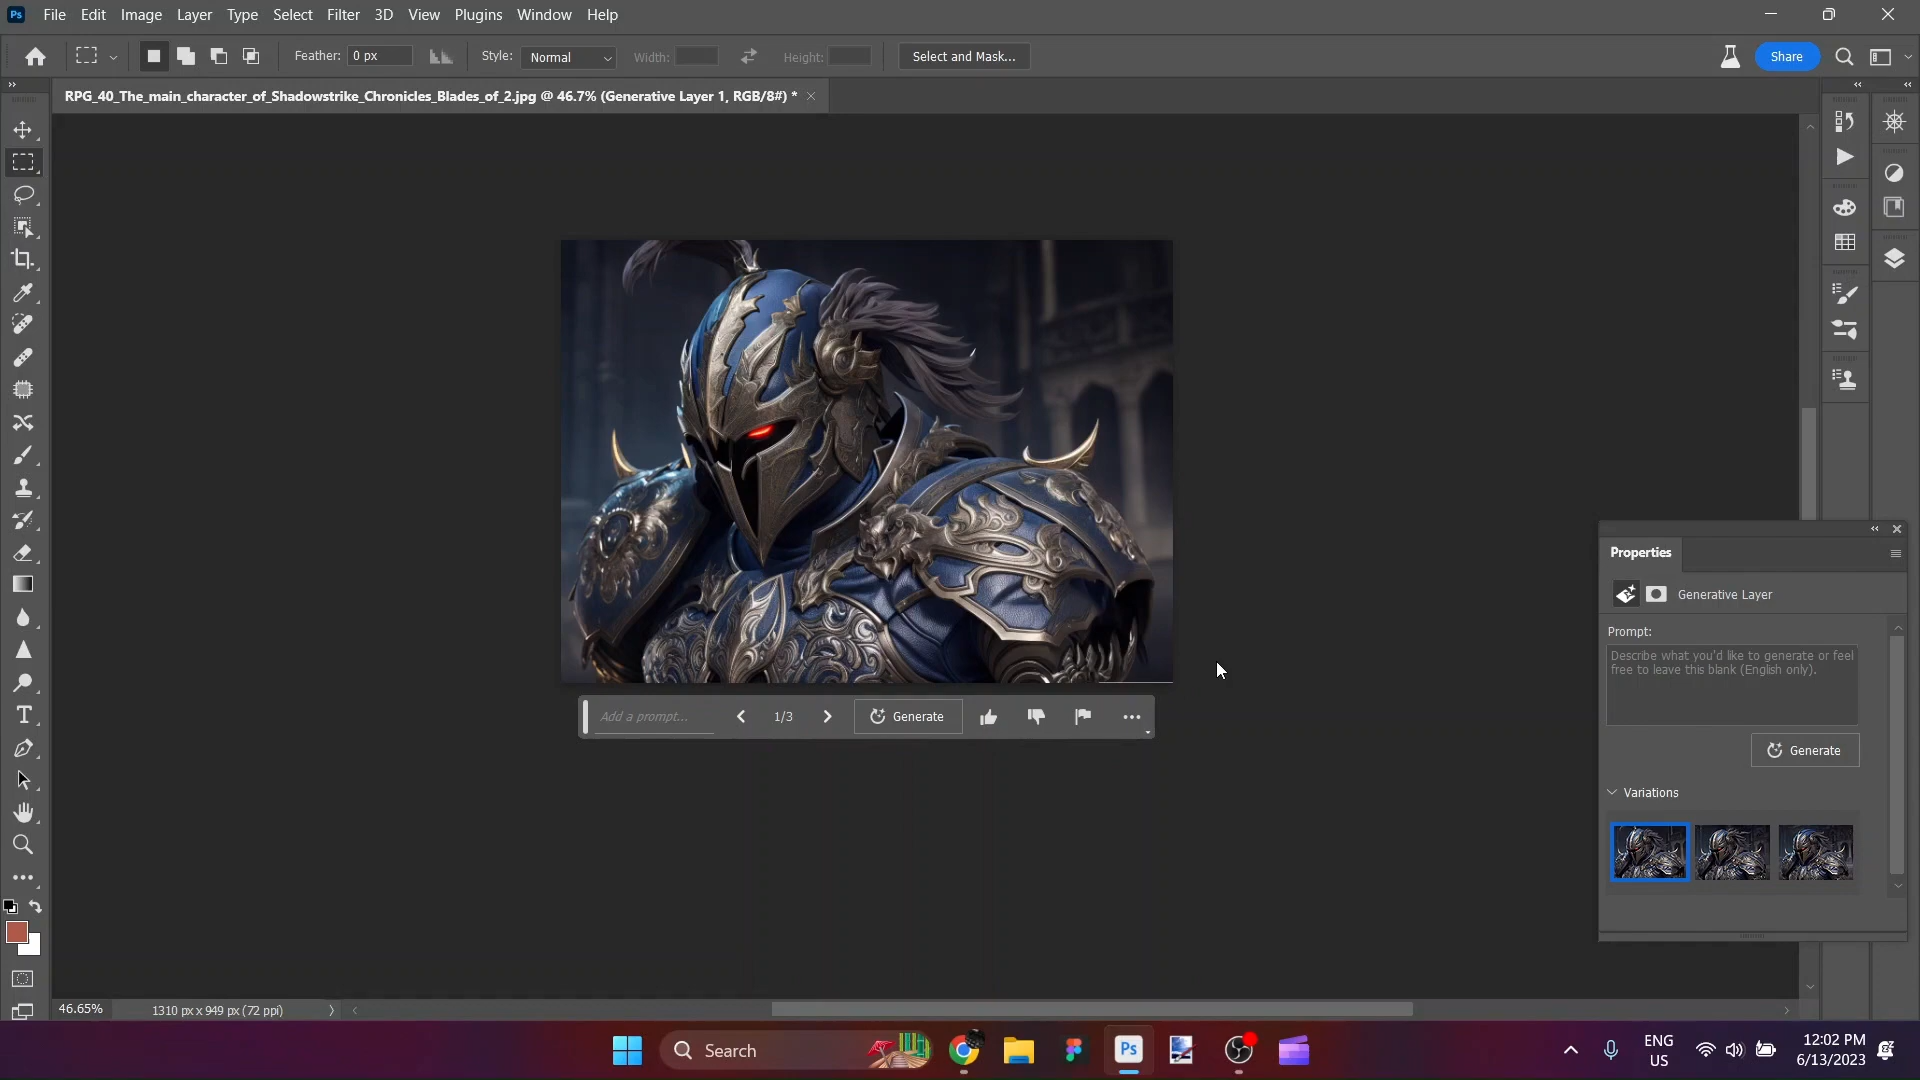 Ps File Edit Image Layer Type Select Filter 3D View Plugins Window Help
Feather: 0 px Style: Normal Width: Height: Select and Mask... Share
RPG_40_The_main_character_of_Shadowstrike_Chronicles_Blades_of_2.jpg @ 46.7% (Generative Layer 1, RGB/8#) *
Properties
Generative Layer
Prompt:
Describe what you'd like to generate or feel
free to leave this blank (English only).
Add a prompt... 1/3 Generate
Generate
Variations
46.65% 1310 px x 949 px (72 ppi)
Search
Ps
ENG
US
12:02 PM
6/13/2023